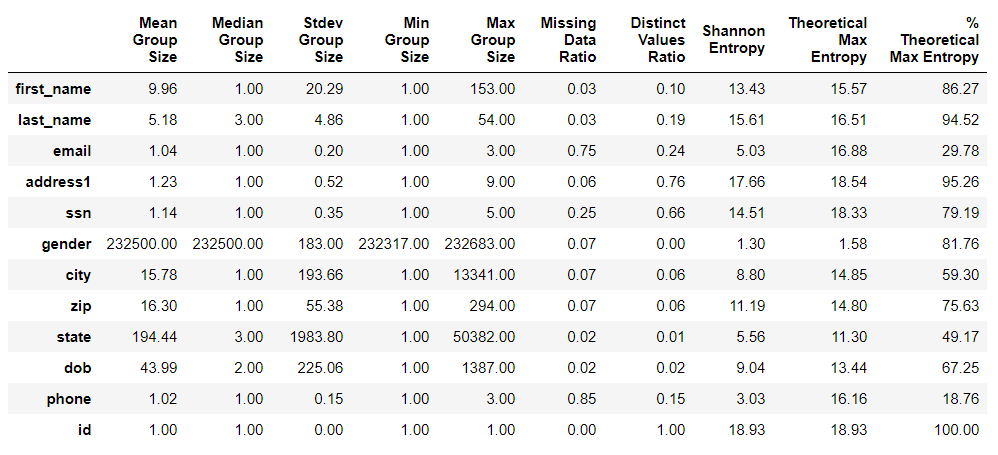 Mean Group Size Median Group Size Stdev Group Size Min Group Size Max Group Size Missing Data Ratio Distinct Values Ratio Shannon Entropy Theoretical Max Entropy % Theoretical Max Entropy
first_name 9.96 1.00 20.29 1.00 153.00 0.03 0.10 13.43 15.57 86.27
last_name 5.18 3.00 4.86 1.00 54.00 0.03 0.19 15.61 16.51 94.52
email 1.04 1.00 0.20 1.00 3.00 0.75 0.24 5.03 16.88 29.78
address1 1.23 1.00 0.52 1.00 9.00 0.06 0.76 17.66 18.54 95.26
ssn 1.14 1.00 0.35 1.00 5.00 0.25 0.66 14.51 18.33 79.19
gender 232500.00 232500.00 183.00 232317.00 232683.00 0.07 0.00 1.30 1.58 81.76
city 15.78 1.00 193.66 1.00 13341.00 0.07 0.06 8.80 14.85 59.30
zip 16.30 1.00 55.38 1.00 294.00 0.07 0.06 11.19 14.80 75.63
state 194.44 3.00 1983.80 1.00 50382.00 0.02 0.01 5.56 11.30 49.17
dob 43.99 2.00 225.06 1.00 1387.00 0.02 0.02 9.04 13.44 67.25
phone 1.02 1.00 0.15 1.00 3.00 0.85 0.15 3.03 16.16 18.76
id 1.00 1.00 0.00 1.00 1.00 0.00 1.00 18.93 18.93 100.00